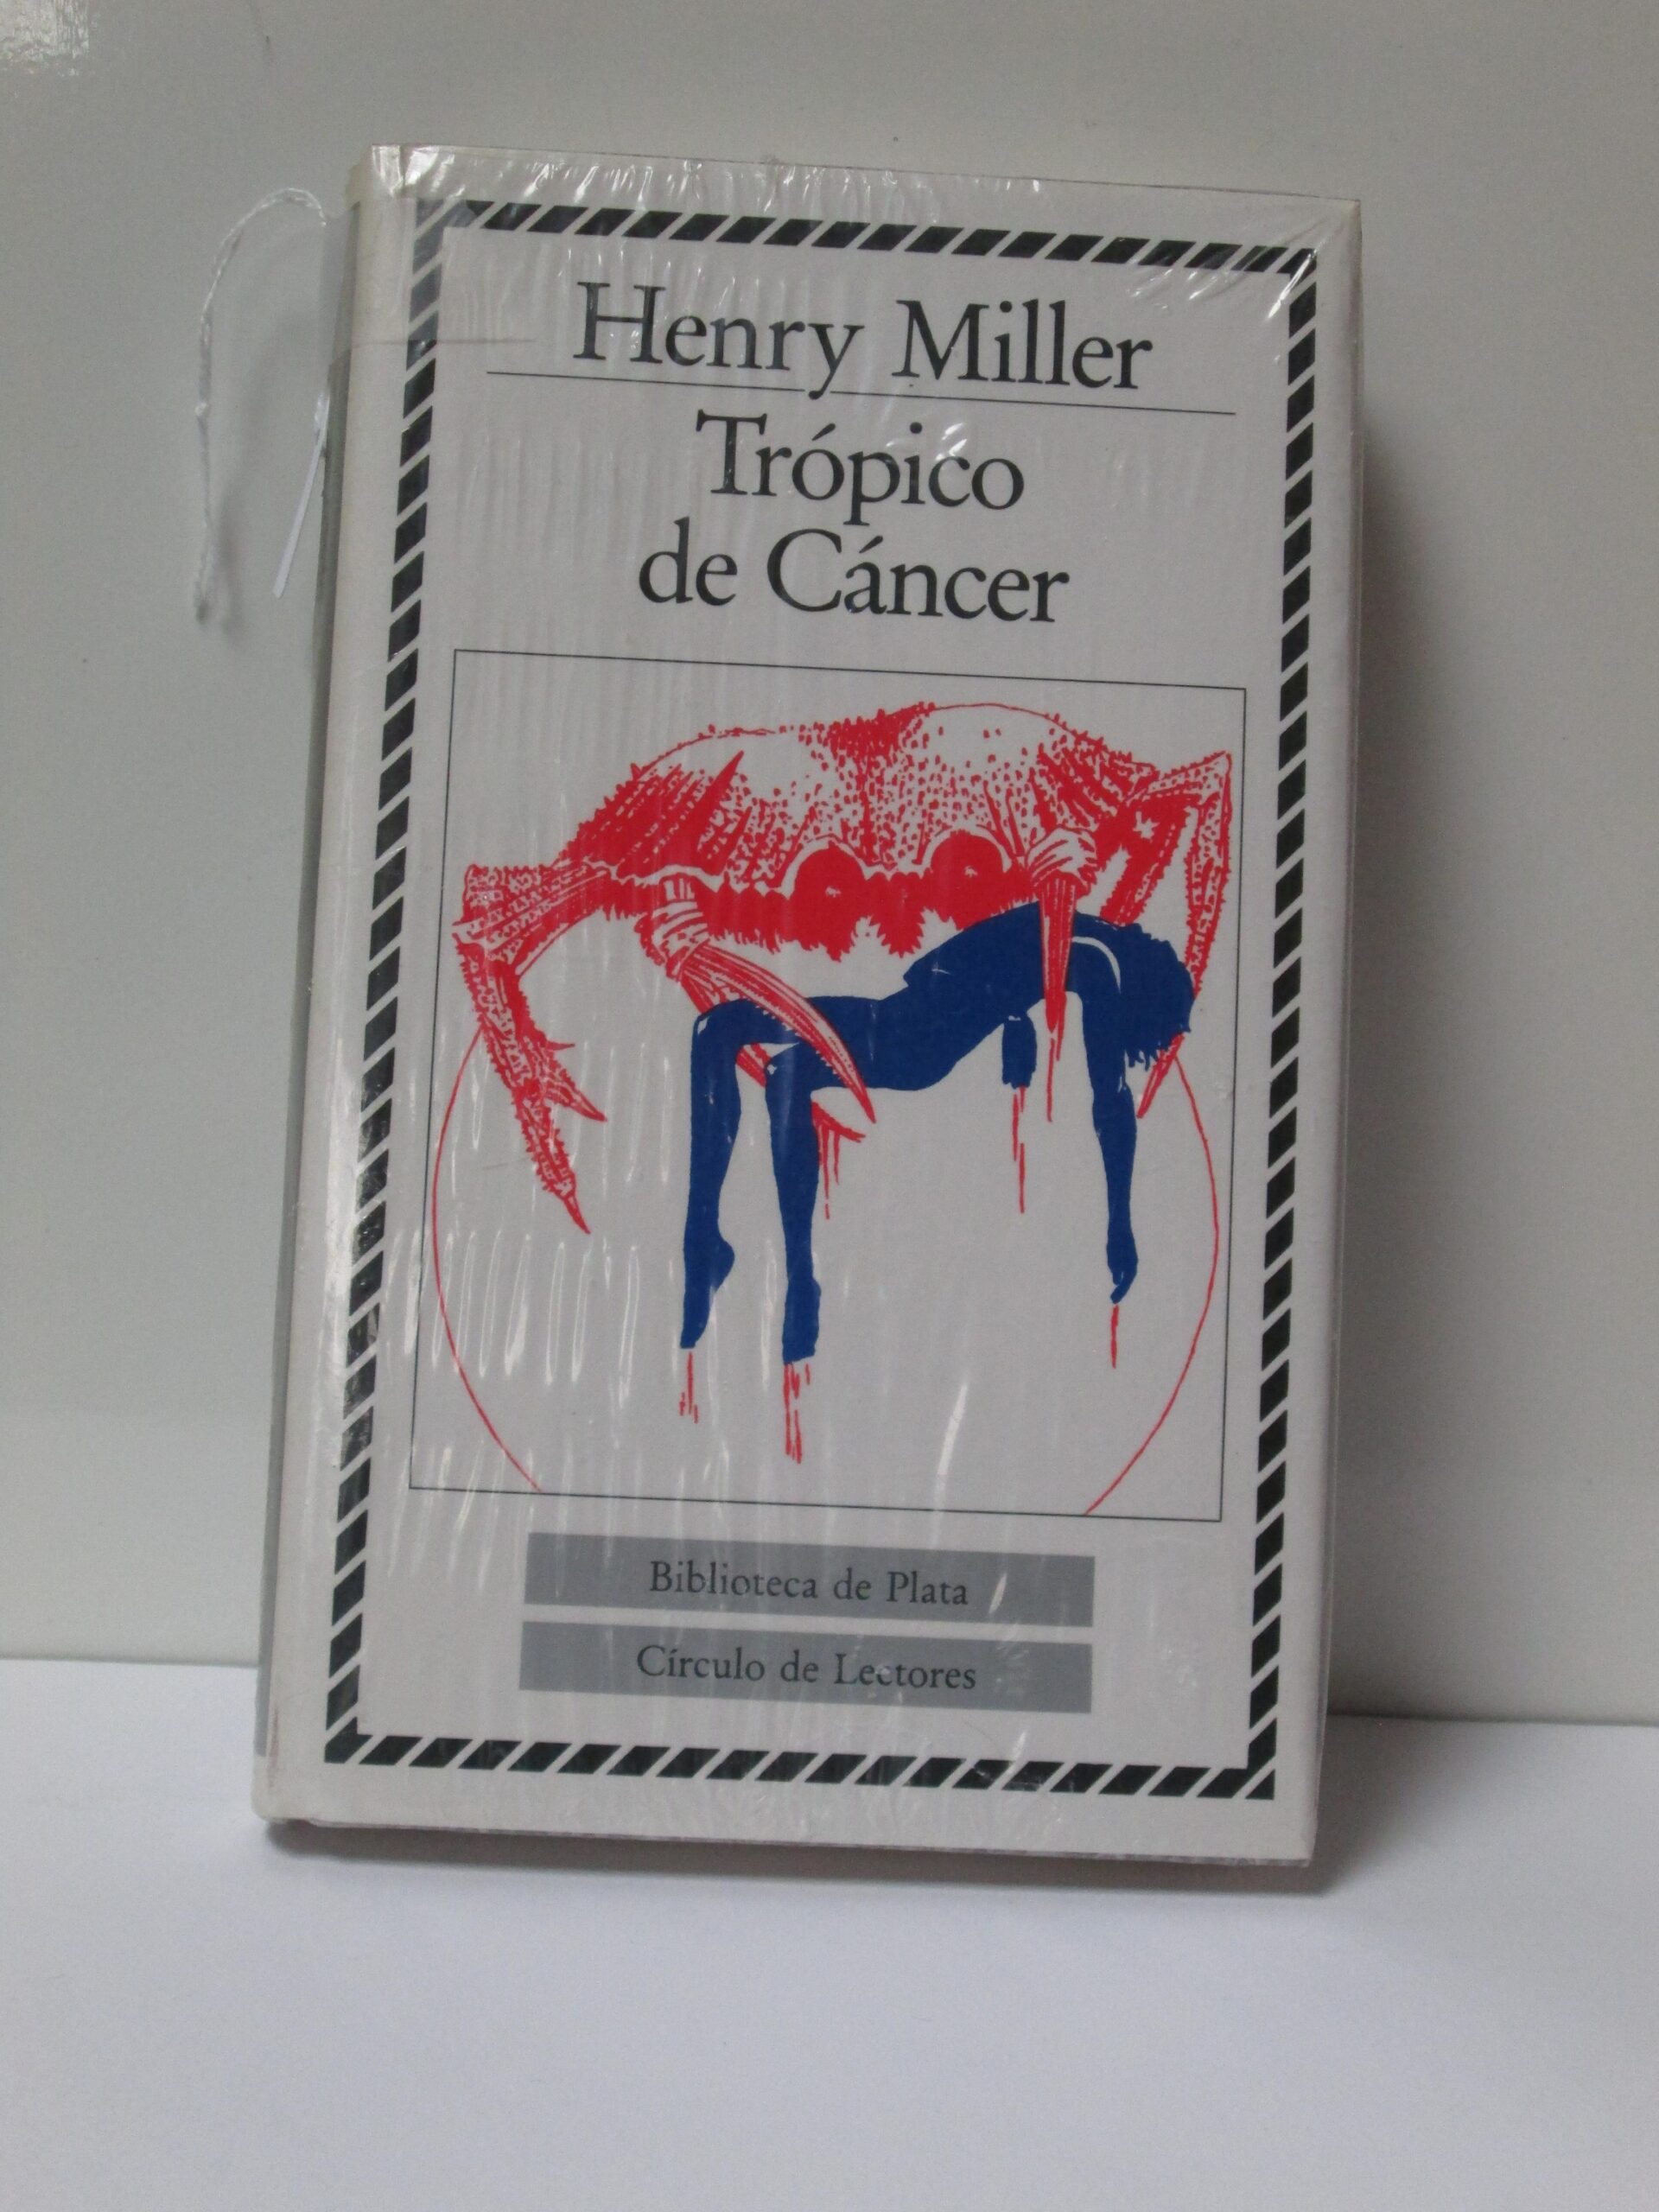 Henry Miller
Trópico
de Cáncer
Biblioteca de Plata
Círculo de Lectores